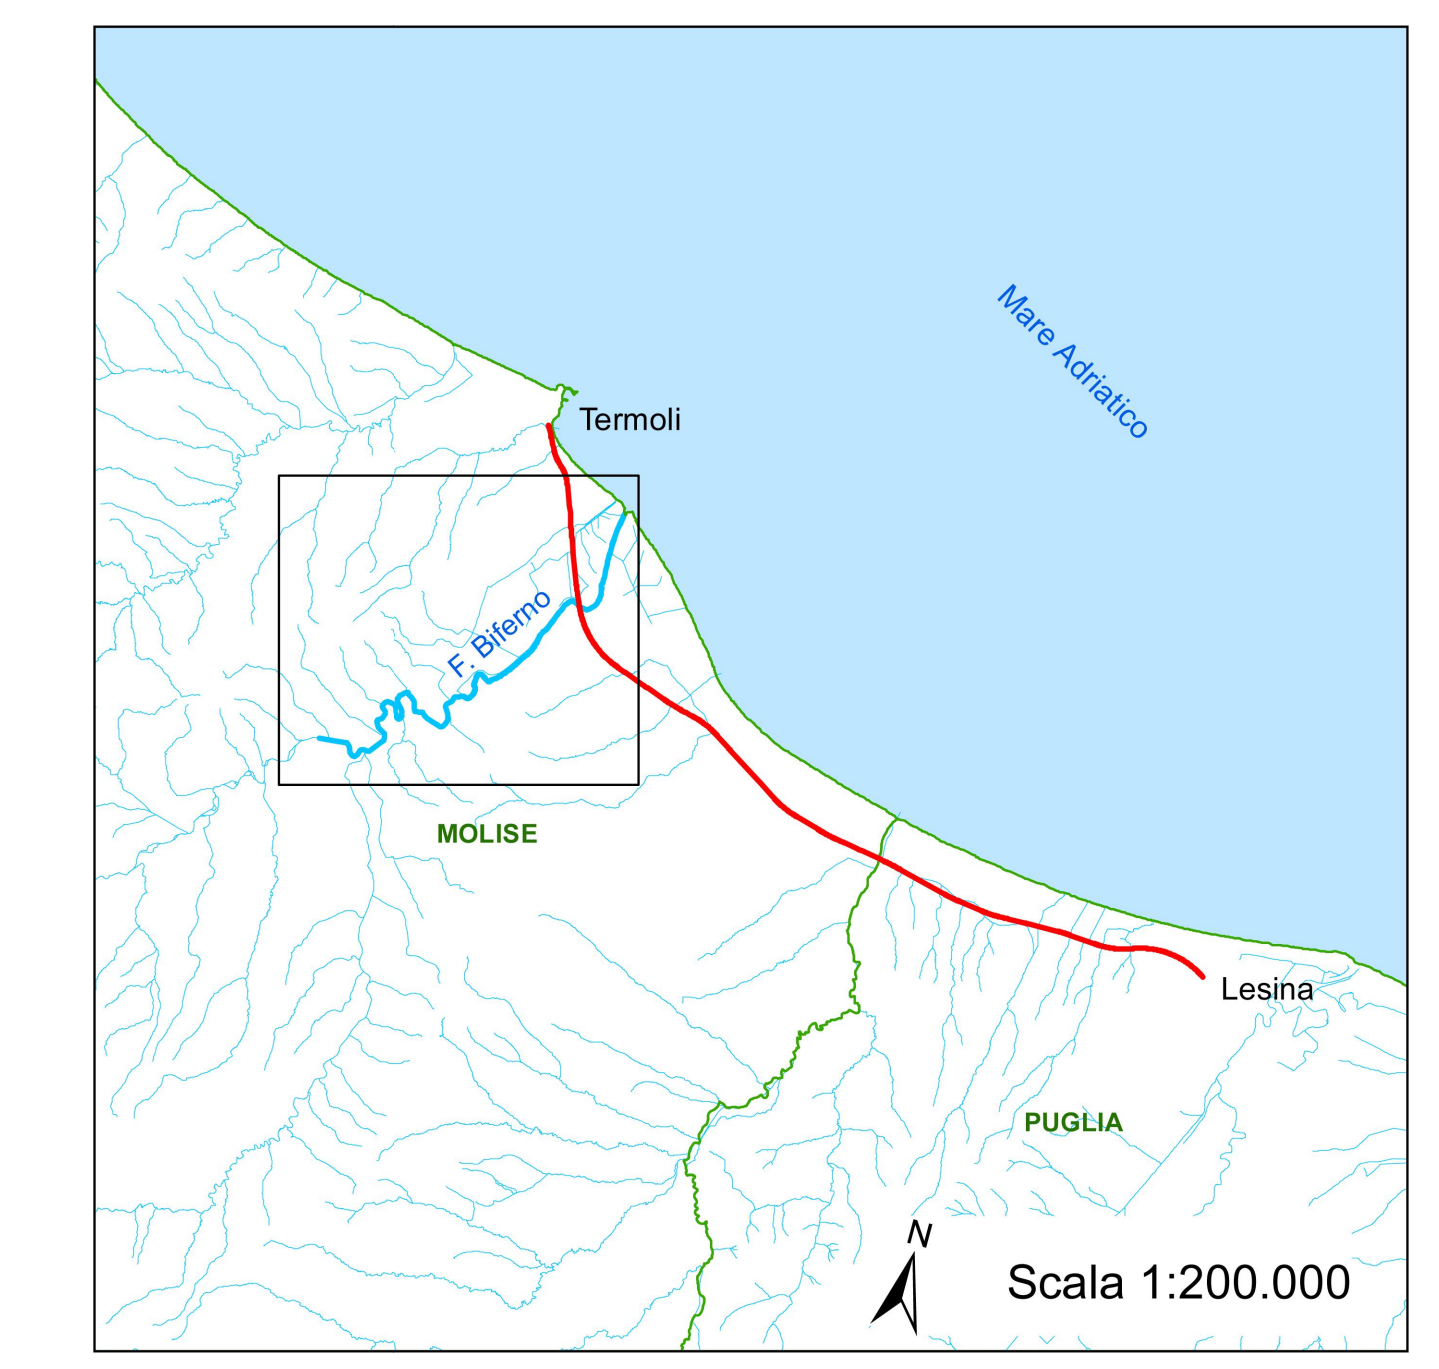 Mare Adriatico
Termoli
F. Biferno
MOLISE
Lesina
PUGLIA
N
Scala 1:200.000